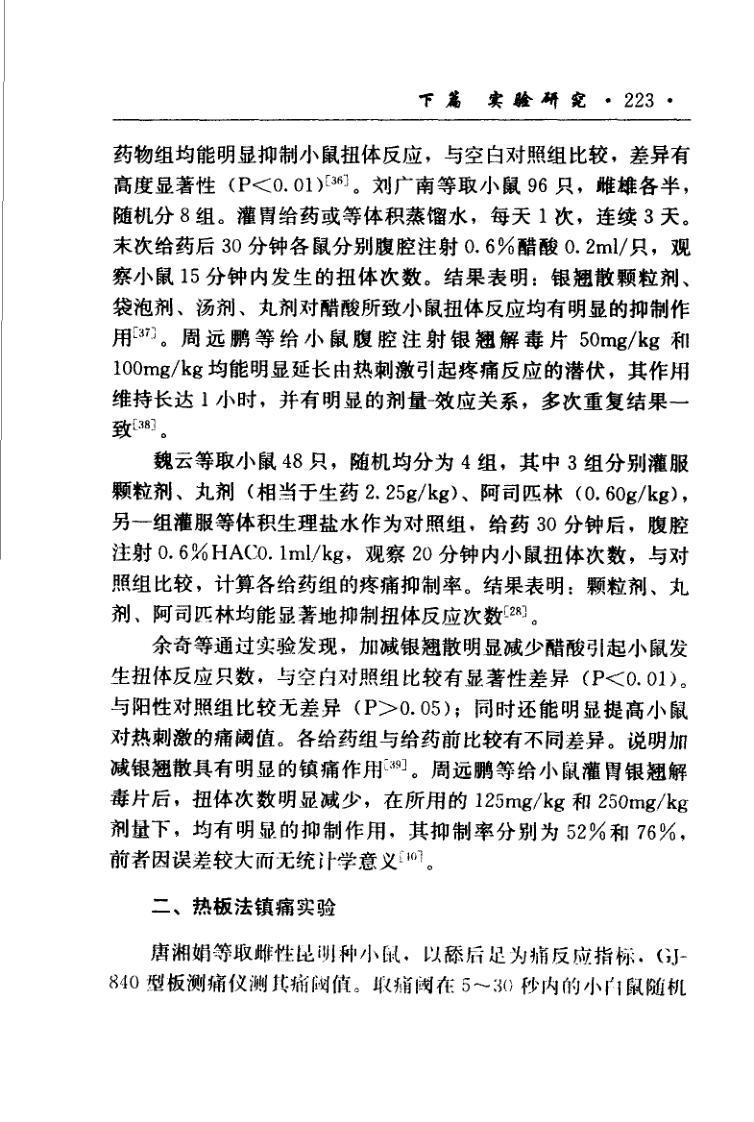 下篇 实验研究 · 223 ·
药物组均能明显抑制小鼠扭体反应，与空白对照组比较，差异有
高度显著性（P<0.01）[36]。刘广南等取小鼠 96 只，雌雄各半，
随机分 8 组。灌胃给药或等体积蒸馏水，每天 1 次，连续 3 天。
末次给药后 30 分钟各鼠分别腹腔注射 0.6%醋酸 0.2ml/只，观
察小鼠 15 分钟内发生的扭体次数。结果表明：银翘散颗粒剂、
袋泡剂、汤剂、丸剂对醋酸所致小鼠扭体反应均有明显的抑制作
用[37]。周远鹏等给小鼠腹腔注射银翘解毒片 50mg/kg 和
100mg/kg 均能明显延长由热刺激引起疼痛反应的潜伏，其作用
维持长达 1 小时，并有明显的剂量-效应关系，多次重复结果一
致[38]。
魏云等取小鼠 48 只，随机均分为 4 组，其中 3 组分别灌服
颗粒剂、丸剂（相当于生药 2.25g/kg）、阿司匹林（0.60g/kg），
另一组灌服等体积生理盐水作为对照组，给药 30 分钟后，腹腔
注射 0.6%HAC0.1ml/kg，观察 20 分钟内小鼠扭体次数，与对
照组比较，计算各给药组的疼痛抑制率。结果表明：颗粒剂、丸
剂、阿司匹林均能显著地抑制扭体反应次数[28]。
余奇等通过实验发现，加减银翘散明显减少醋酸引起小鼠发
生扭体反应只数，与空白对照组比较有显著性差异（P<0.01）。
与阳性对照组比较无差异（P>0.05）；同时还能明显提高小鼠
对热刺激的痛阈值。各给药组与给药前比较有不同差异。说明加
减银翘散具有明显的镇痛作用[39]。周远鹏等给小鼠灌胃银翘解
毒片后，扭体次数明显减少，在所用的 125mg/kg 和 250mg/kg
剂量下，均有明显的抑制作用，其抑制率分别为 52%和 76%，
前者因误差较大而无统计学意义[40]。
二、热板法镇痛实验
唐湘娟等取雌性昆明种小鼠，以舔后足为痛反应指标，GJ-
840 型板测痛仪测其痛阈值。取痛阈在 5～30 秒内的小白鼠随机